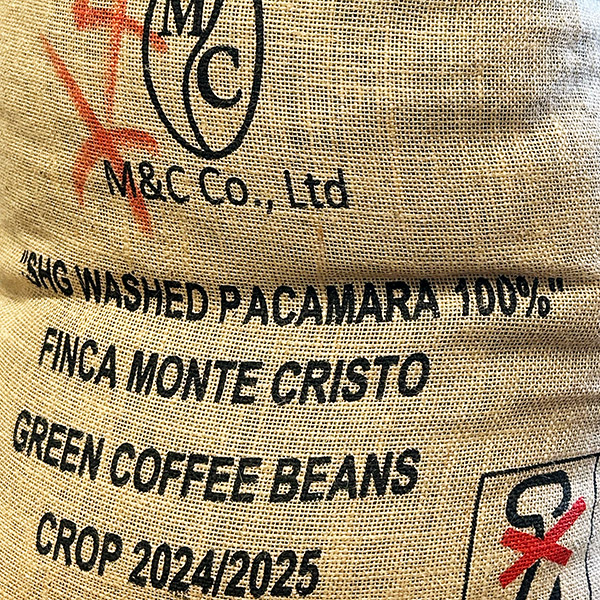 M
C
M&C Co., Ltd
"SHG WASHED PACAMARA 100%"
FINCA MONTE CRISTO
GREEN COFFEE BEANS
CROP 2024/2025